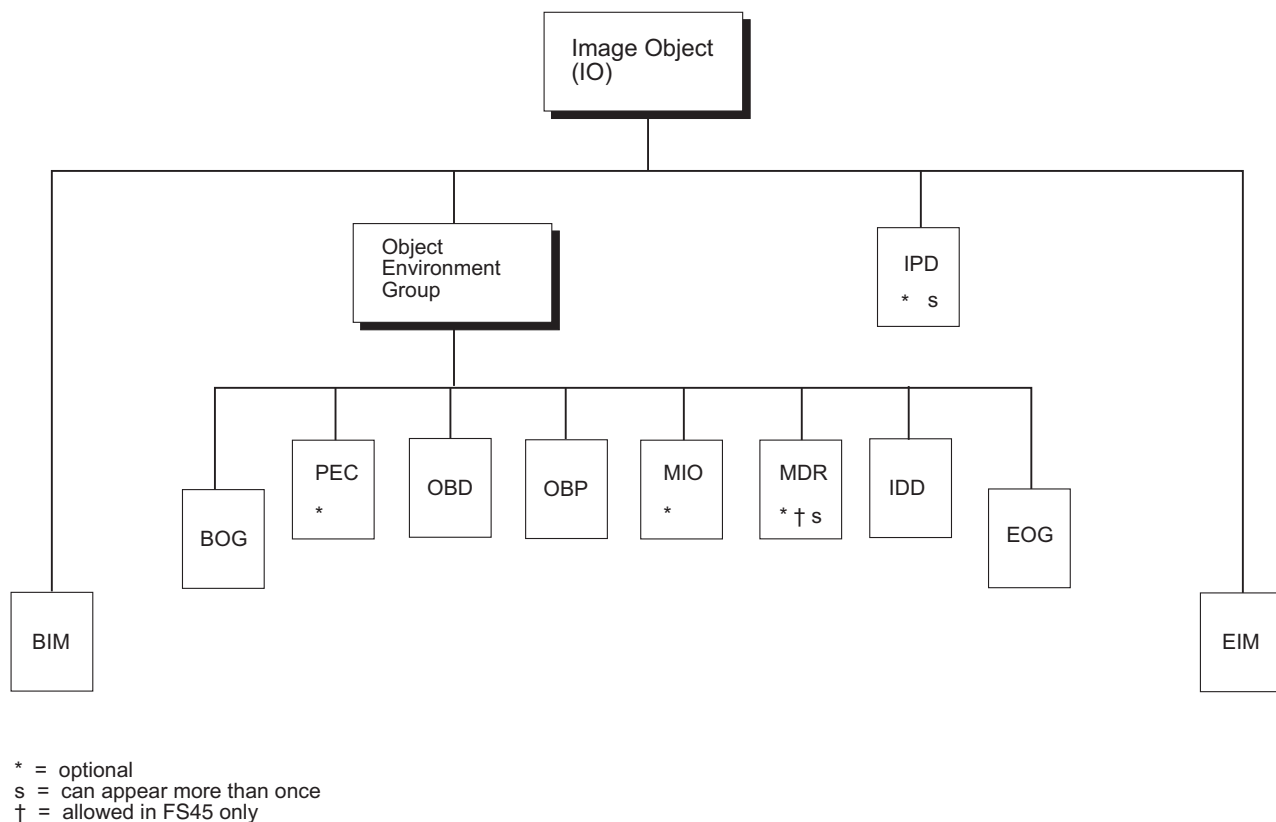 Image Object
(IO)
Object
Environment
Group
IPD
* s
PEC
*
OBD
OBP
MIO
*
MDR
* † s
IDD
BOG
EOG
BIM
EIM
* = optional
s = can appear more than once
† = allowed in FS45 only